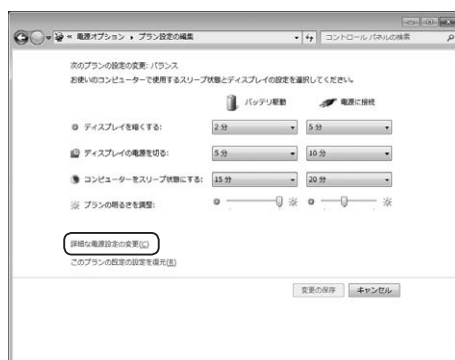 « 電源オプション ▸ プラン設定の編集
コントロール パネルの検索
次のプランの設定の変更: バランス
お使いのコンピューターで使用するスリープ状態とディスプレイの設定を選択してください。
バッテリ駆動 電源に接続
ディスプレイを暗くする: 2 分 5 分
ディスプレイの電源を切る: 5 分 10 分
コンピューターをスリープ状態にする: 15 分 20 分
プランの明るさを調整:
詳細な電源設定の変更(C)
このプランの既定の設定を復元(R)
変更の保存 キャンセル